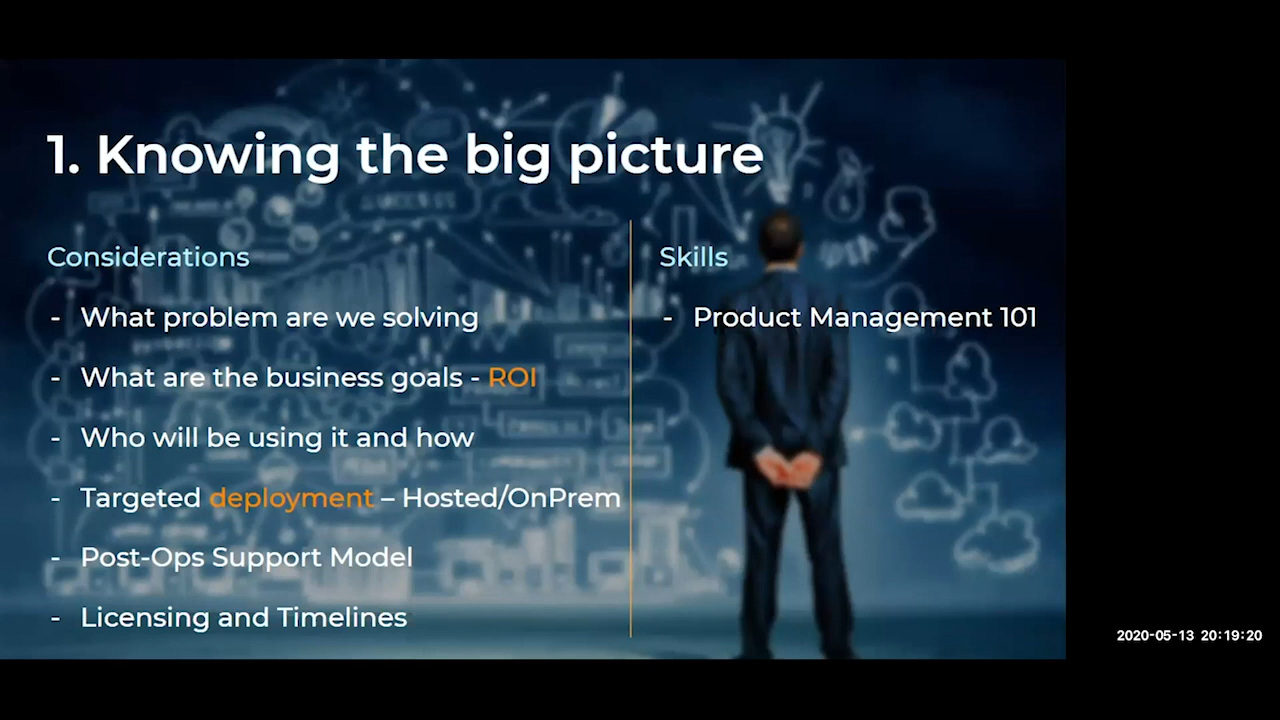 1. Knowing the big picture
Considerations
- What problem are we solving
- What are the business goals - ROI
- Who will be using it and how
- Targeted deployment – Hosted/OnPrem
- Post-Ops Support Model
- Licensing and Timelines
Skills
- Product Management 101
IDEA
2020-05-13 20:19:20